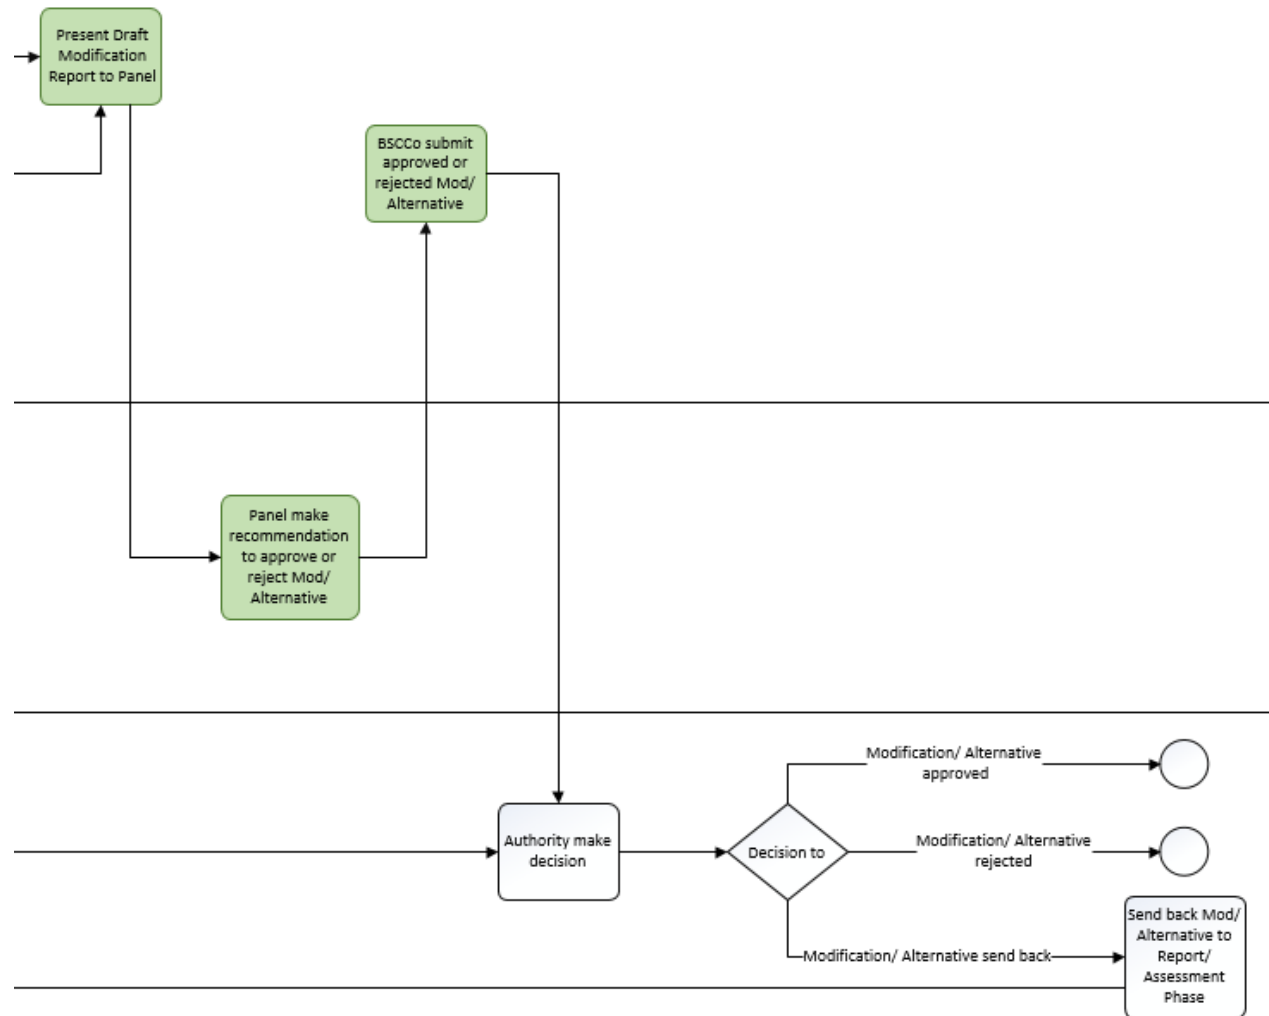 Present Draft
Modification
Report to Panel
BSCCo submit
approved or
rejected Mod/
Alternative
Panel make
recommendation
to approve or
reject Mod/
Alternative
Authority make
decision
Decision to
Modification/ Alternative
approved
Modification/ Alternative
rejected
Modification/ Alternative send back
Send back Mod/
Alternative to
Report/
Assessment
Phase